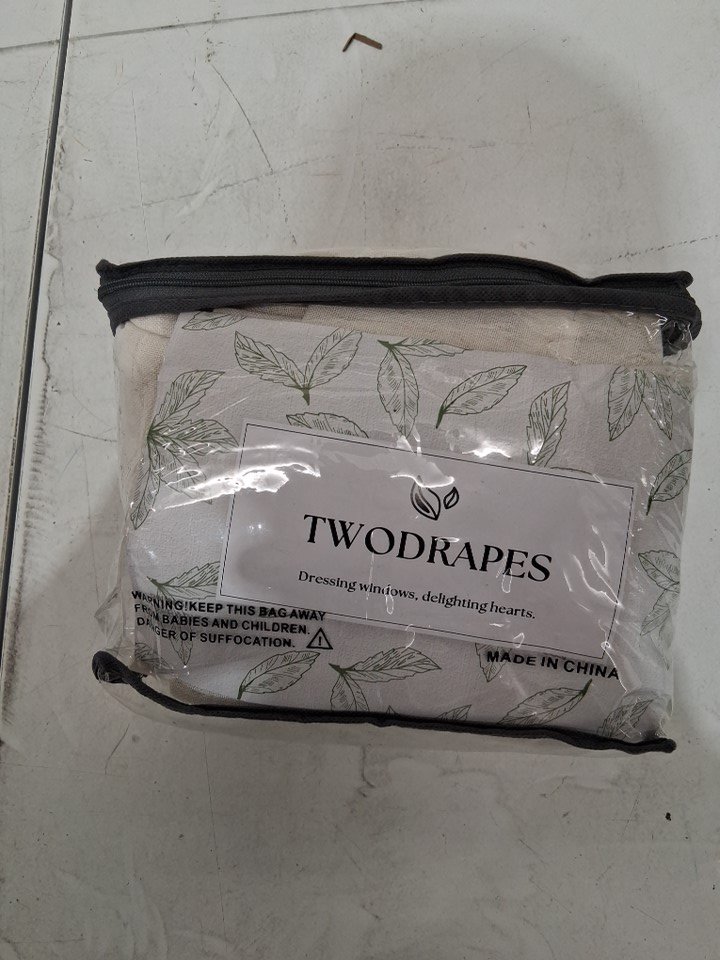 TWODRAPES
Dressing windows, delighting hearts.
WARNING!KEEP THIS BAG AWAY
FROM BABIES AND CHILDREN.
DANGER OF SUFFOCATION.
MADE IN CHINA